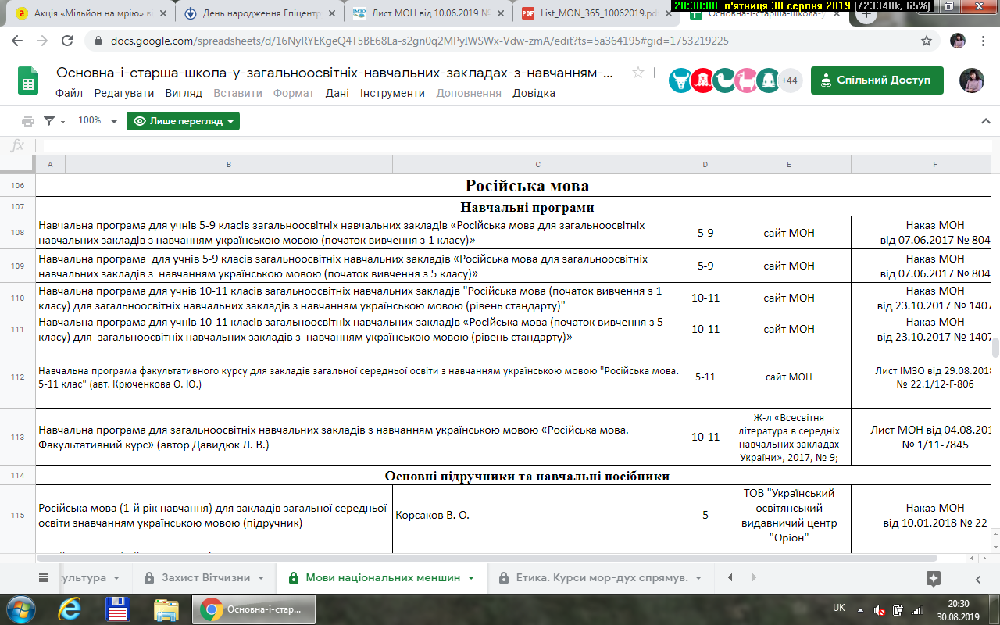 Акція «Мільйон на мрію» в
День народження Епіцентр
Лист МОН від 10.06.2019 №
List_MON_365_10062019.pd
Основна-і-старша-школа-у
20:30:08 п'ятниця 30 серпня 2019 [723348k, 65%]
docs.google.com/spreadsheets/d/16NyRYEKgeQ4T5BE68La-s2gn0q2MPyIWSWx-Vdw-zmA/edit?ts=5a364195#gid=1753219225
Основна-і-старша-школа-у-загальноосвітніх-навчальних-закладах-з-навчанням-...
+44
Спільний Доступ
Файл Редагувати Вигляд Вставити Формат Дані Інструменти Доповнення Довідка
100% Лише перегляд
fx
A B C D E F
106 Російська мова
107 Навчальні програми
108 Навчальна програма для учнів 5-9 класів загальноосвітніх навчальних закладів «Російська мова для загальноосвітніх
навчальних закладів з навчанням українською мовою (початок вивчення з 1 класу)»
5-9
сайт МОН
Наказ МОН
від 07.06.2017 № 804
109 Навчальна програма для учнів 5-9 класів загальноосвітніх навчальних закладів «Російська мова для загальноосвітніх
навчальних закладів з навчанням українською мовою (початок вивчення з 5 класу)»
5-9
сайт МОН
Наказ МОН
від 07.06.2017 № 804
110 Навчальна програма для учнів 10-11 класів загальноосвітніх навчальних закладів "Російська мова (початок вивчення з 1
класу) для загальноосвітніх навчальних закладів з навчанням українською мовою (рівень стандарту)"
10-11
сайт МОН
Наказ МОН
від 23.10.2017 № 1407
111 Навчальна програма для учнів 10-11 класів загальноосвітніх навчальних закладів «Російська мова (початок вивчення з 5
класу) для загальноосвітніх навчальних закладів з навчанням українською мовою (рівень стандарту)»
10-11
сайт МОН
Наказ МОН
від 23.10.2017 № 1407
112 Навчальна програма факультативного курсу для закладів загальної середньої освіти з навчанням українською мовою "Російська мова.
5-11 клас" (авт. Крюченкова О. Ю.)
5-11
сайт МОН
Лист ІМЗО від 29.08.2018
№ 22.1/12-Г-806
113 Навчальна програма для загальноосвітніх навчальних закладів з навчанням українською мовою «Російська мова.
Факультативний курс» (автор Давидюк Л. В.)
10-11
Ж-л «Всесвітня
література в середніх
навчальних закладах
України», 2017, № 9;
Лист МОН від 04.08.201
№ 1/11-7845
114 Основні підручники та навчальні посібники
115 Російська мова (1-й рік навчання) для закладів загальної середньої
освіти знавчанням українською мовою (підручник)
Корсаков В. О.
5
ТОВ "Український
освітянський
видавничий центр
"Оріон"
Наказ МОН
від 10.01.2018 № 22
ультура Захист Вітчизни Мови національних меншин Етика. Курси мор-дух спрямув.
Основна-і-стар...
UK
20:30
30.08.2019